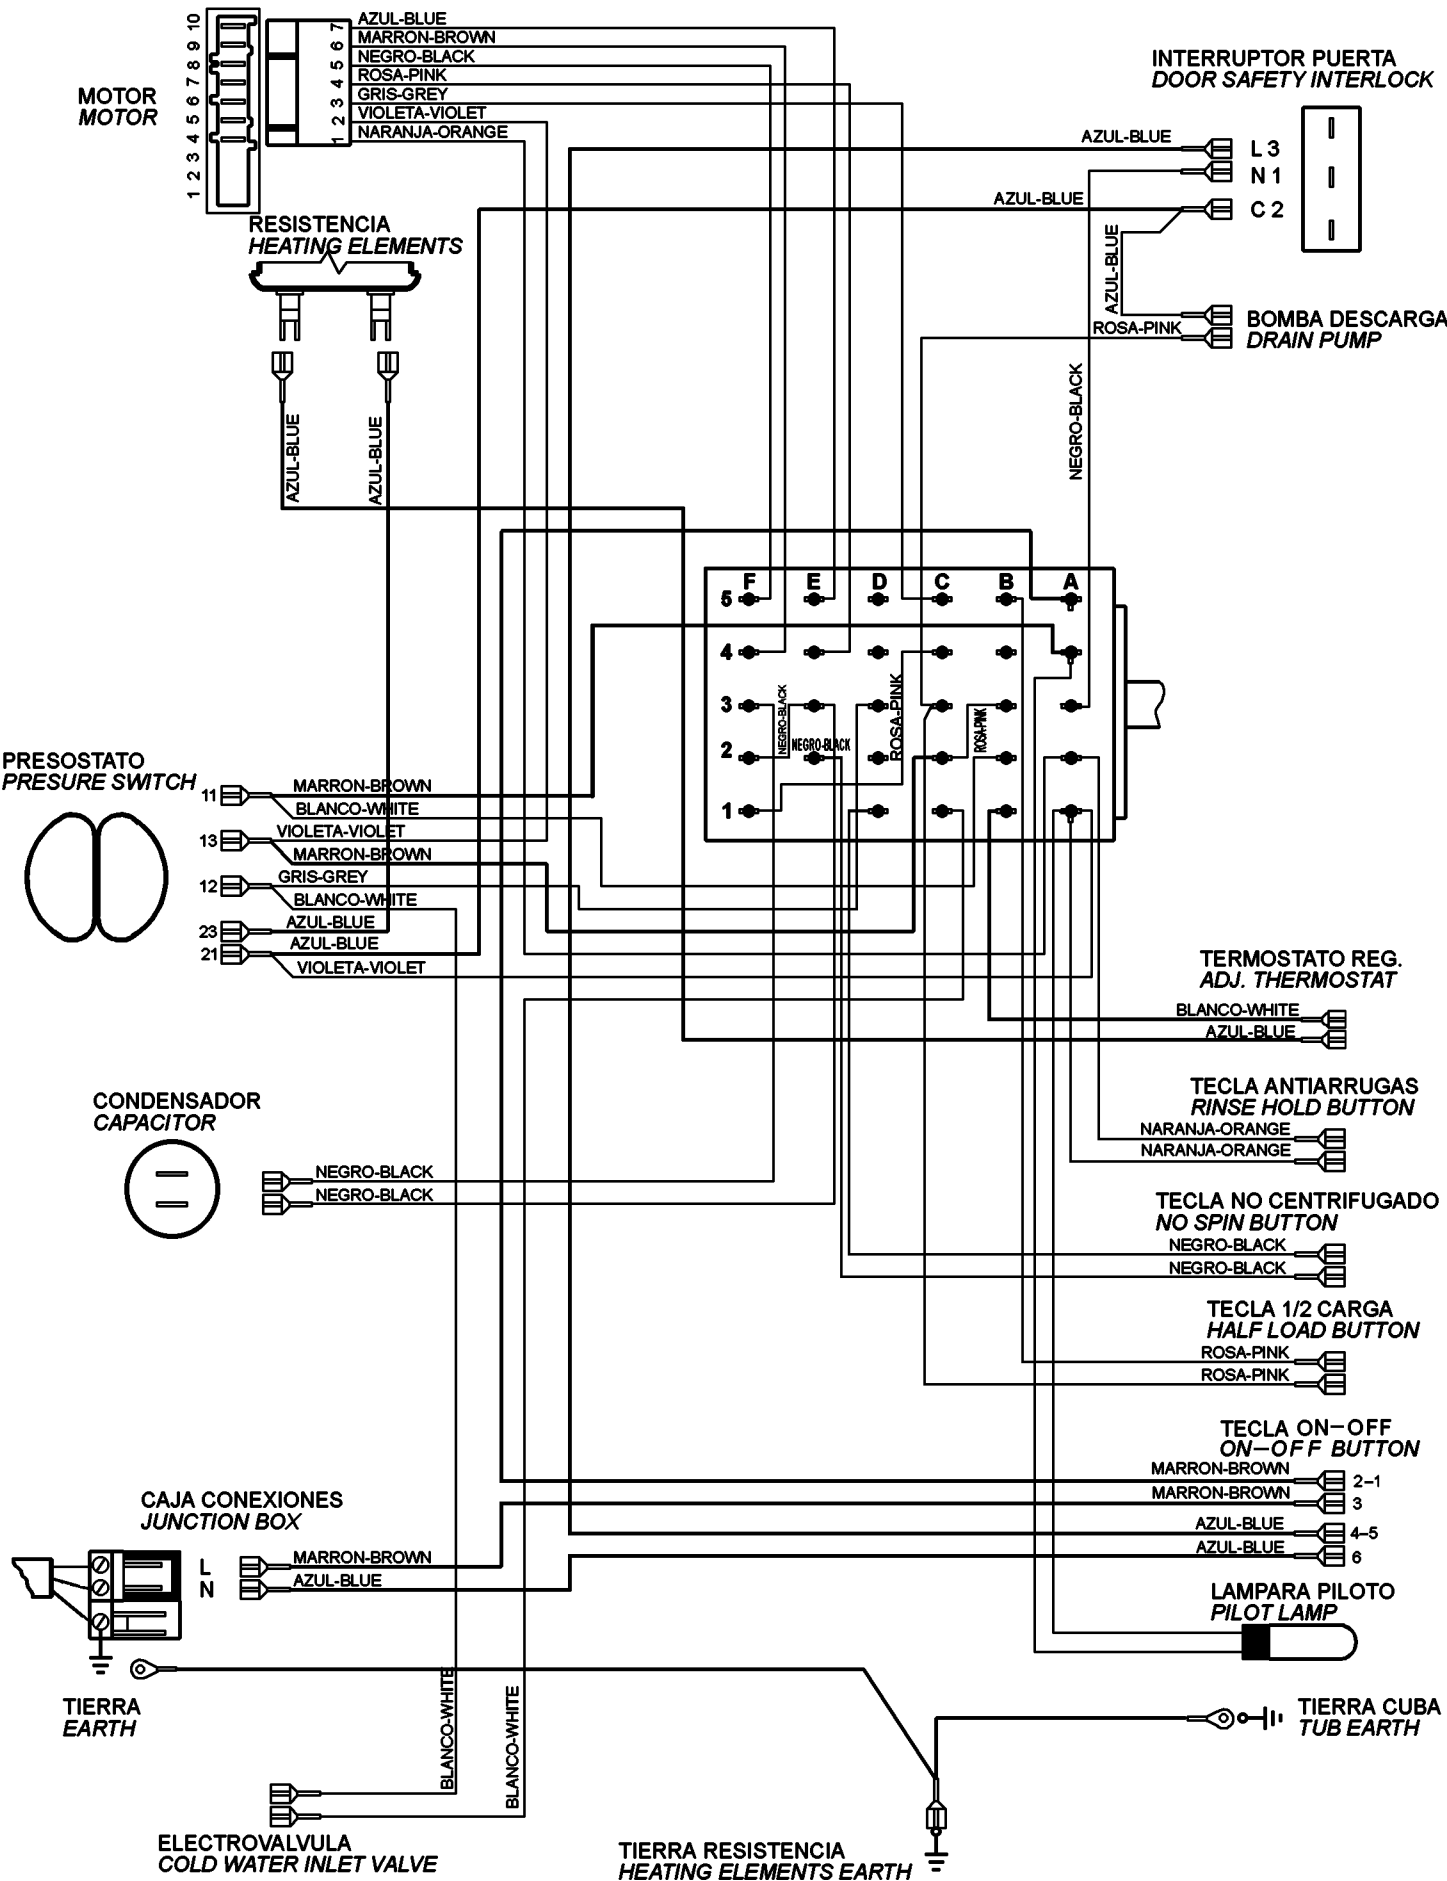 10
9
8
7
6
5
4
3
2
1
7
6
5
4
3
2
1
AZUL-BLUE
MARRON-BROWN
NEGRO-BLACK
ROSA-PINK
GRIS-GREY
VIOLETA-VIOLET
NARANJA-ORANGE
MOTOR
MOTOR
INTERRUPTOR PUERTA
DOOR SAFETY INTERLOCK
AZUL-BLUE
L 3
N 1
AZUL-BLUE
C 2
AZUL-BLUE
RESISTENCIA
HEATING ELEMENTS
BOMBA DESCARGA
DRAIN PUMP
ROSA-PINK
NEGRO-BLACK
AZUL-BLUE
AZUL-BLUE
F E D C B A
5
4
3
2
1
NEGRO-BLACK
NEGRO-BLACK
ROSA-PINK
ROSA-PINK
PRESOSTATO
PRESURE SWITCH
11
MARRON-BROWN
BLANCO-WHITE
13
VIOLETA-VIOLET
MARRON-BROWN
12
GRIS-GREY
BLANCO-WHITE
23
AZUL-BLUE
21
AZUL-BLUE
VIOLETA-VIOLET
TERMOSTATO REG.
ADJ. THERMOSTAT
BLANCO-WHITE
AZUL-BLUE
CONDENSADOR
CAPACITOR
NEGRO-BLACK
NEGRO-BLACK
TECLA ANTIARRUGAS
RINSE HOLD BUTTON
NARANJA-ORANGE
NARANJA-ORANGE
TECLA NO CENTRIFUGADO
NO SPIN BUTTON
NEGRO-BLACK
NEGRO-BLACK
TECLA 1/2 CARGA
HALF LOAD BUTTON
ROSA-PINK
ROSA-PINK
TECLA ON-OFF
ON-OFF BUTTON
MARRON-BROWN
2-1
MARRON-BROWN
3
AZUL-BLUE
4-5
AZUL-BLUE
6
CAJA CONEXIONES
JUNCTION BOX
L
MARRON-BROWN
N
AZUL-BLUE
LAMPARA PILOTO
PILOT LAMP
TIERRA
EARTH
BLANCO-WHITE
BLANCO-WHITE
TIERRA CUBA
TUB EARTH
ELECTROVALVULA
COLD WATER INLET VALVE
TIERRA RESISTENCIA
HEATING ELEMENTS EARTH